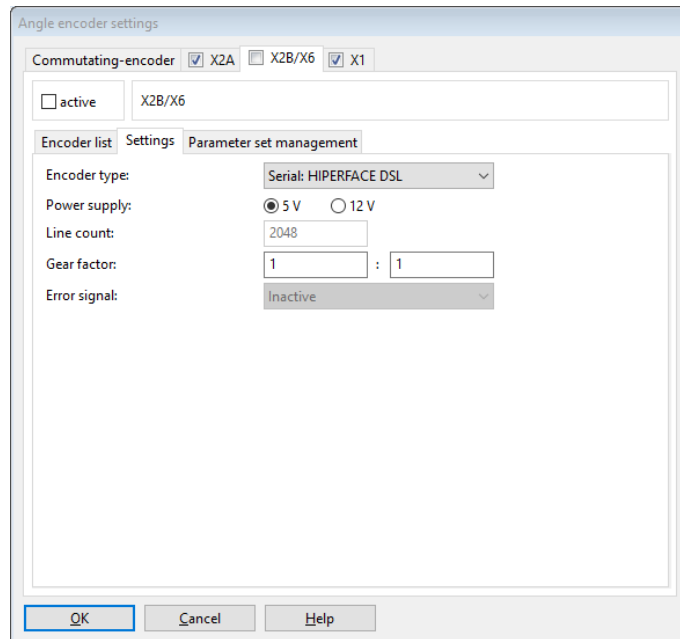 Angle encoder settings
Commutating-encoder X2A X2B/X6 X1
active X2B/X6
Encoder list Settings Parameter set management
Encoder type: Serial: HIPERFACE DSL
Power supply: 5 V 12 V
Line count: 2048
Gear factor: 1 : 1
Error signal: Inactive
OK Cancel Help